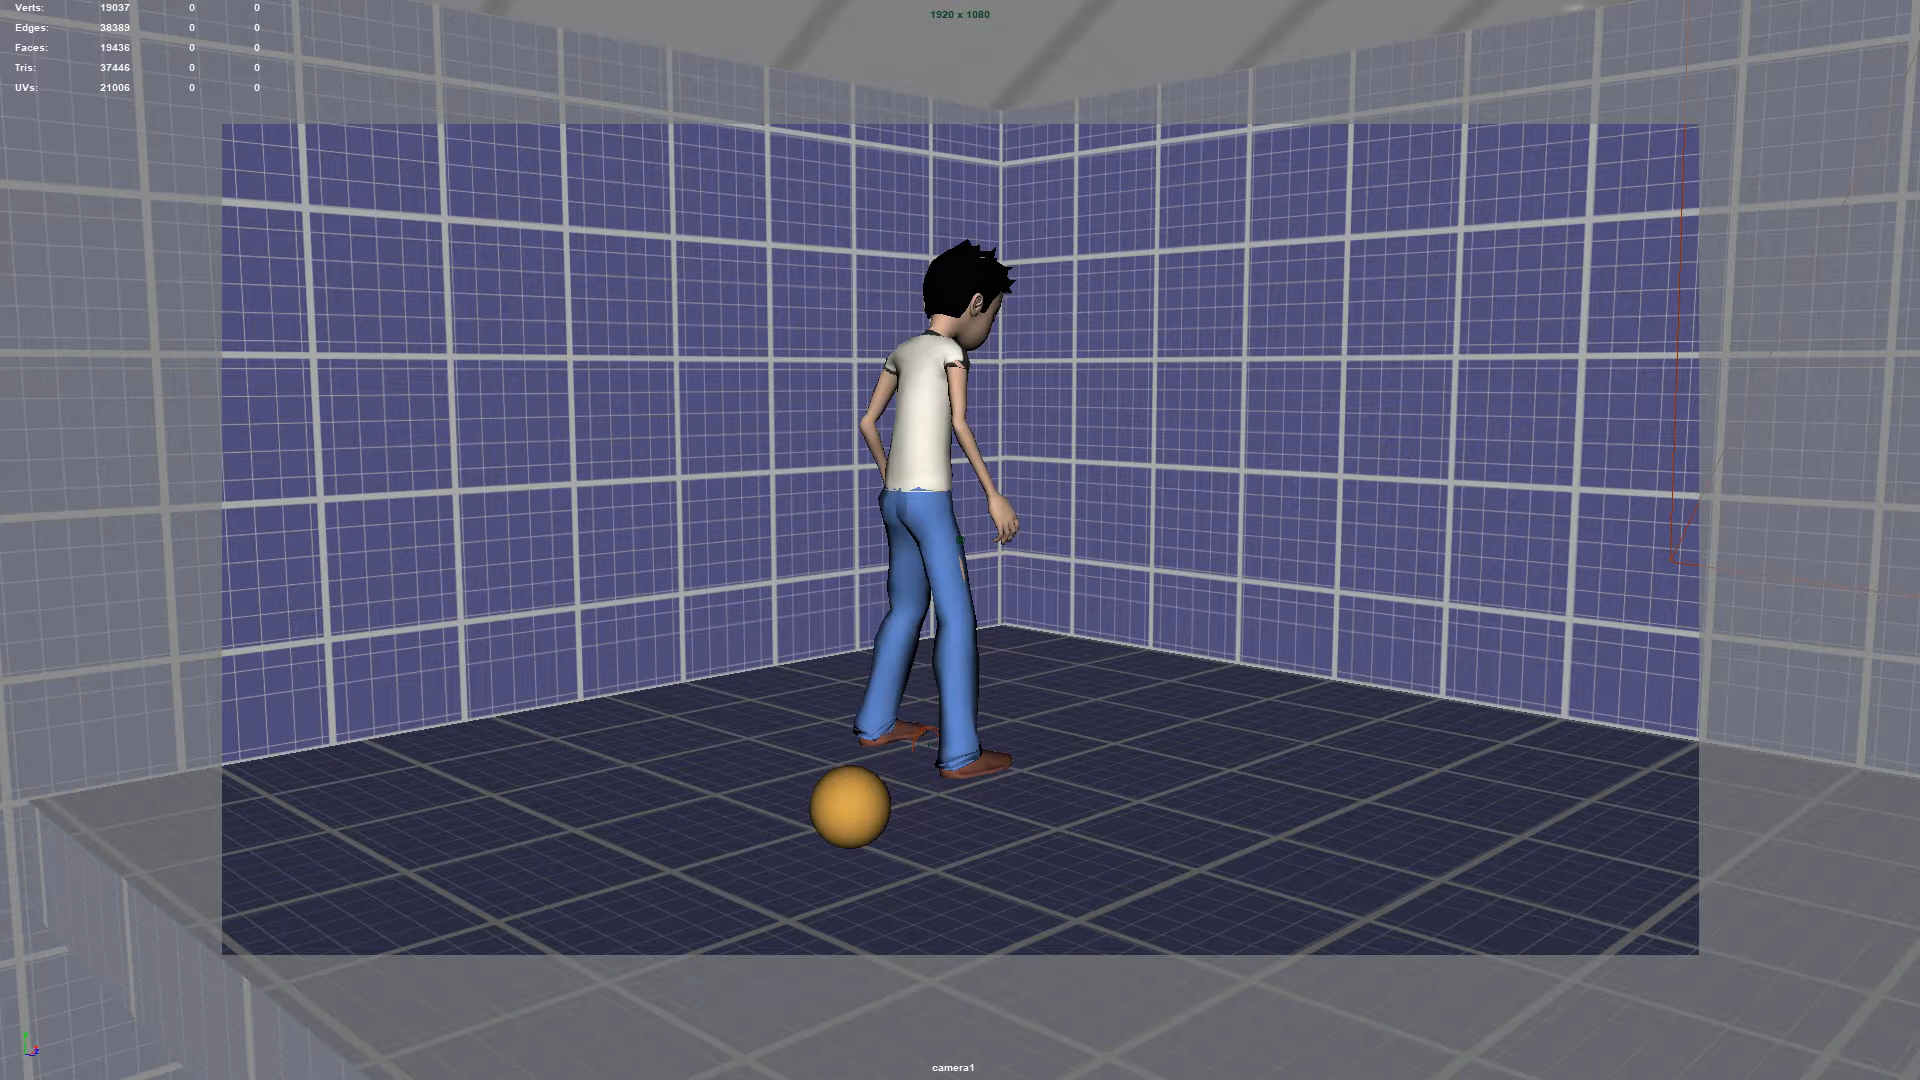 Verts: 19037 0 0
1920 x 1080
Edges: 38389 0 0
Faces: 19436 0 0
Tris: 37446 0 0
UVs: 21006 0 0
camera1